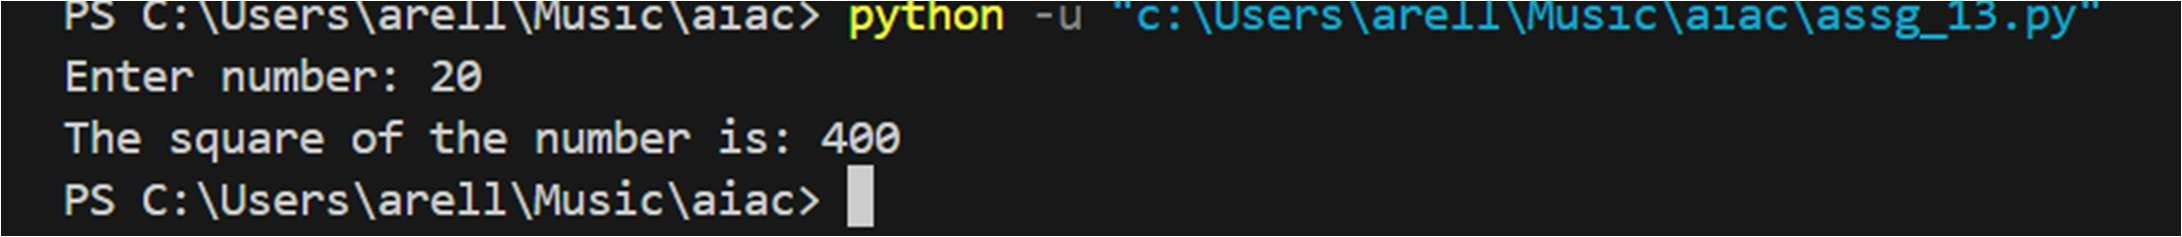 PS C:\Users\arell\Music\aiac> python -u "c:\Users\arell\Music\aiac\assg_13.py"
Enter number: 20
The square of the number is: 400
PS C:\Users\arell\Music\aiac>